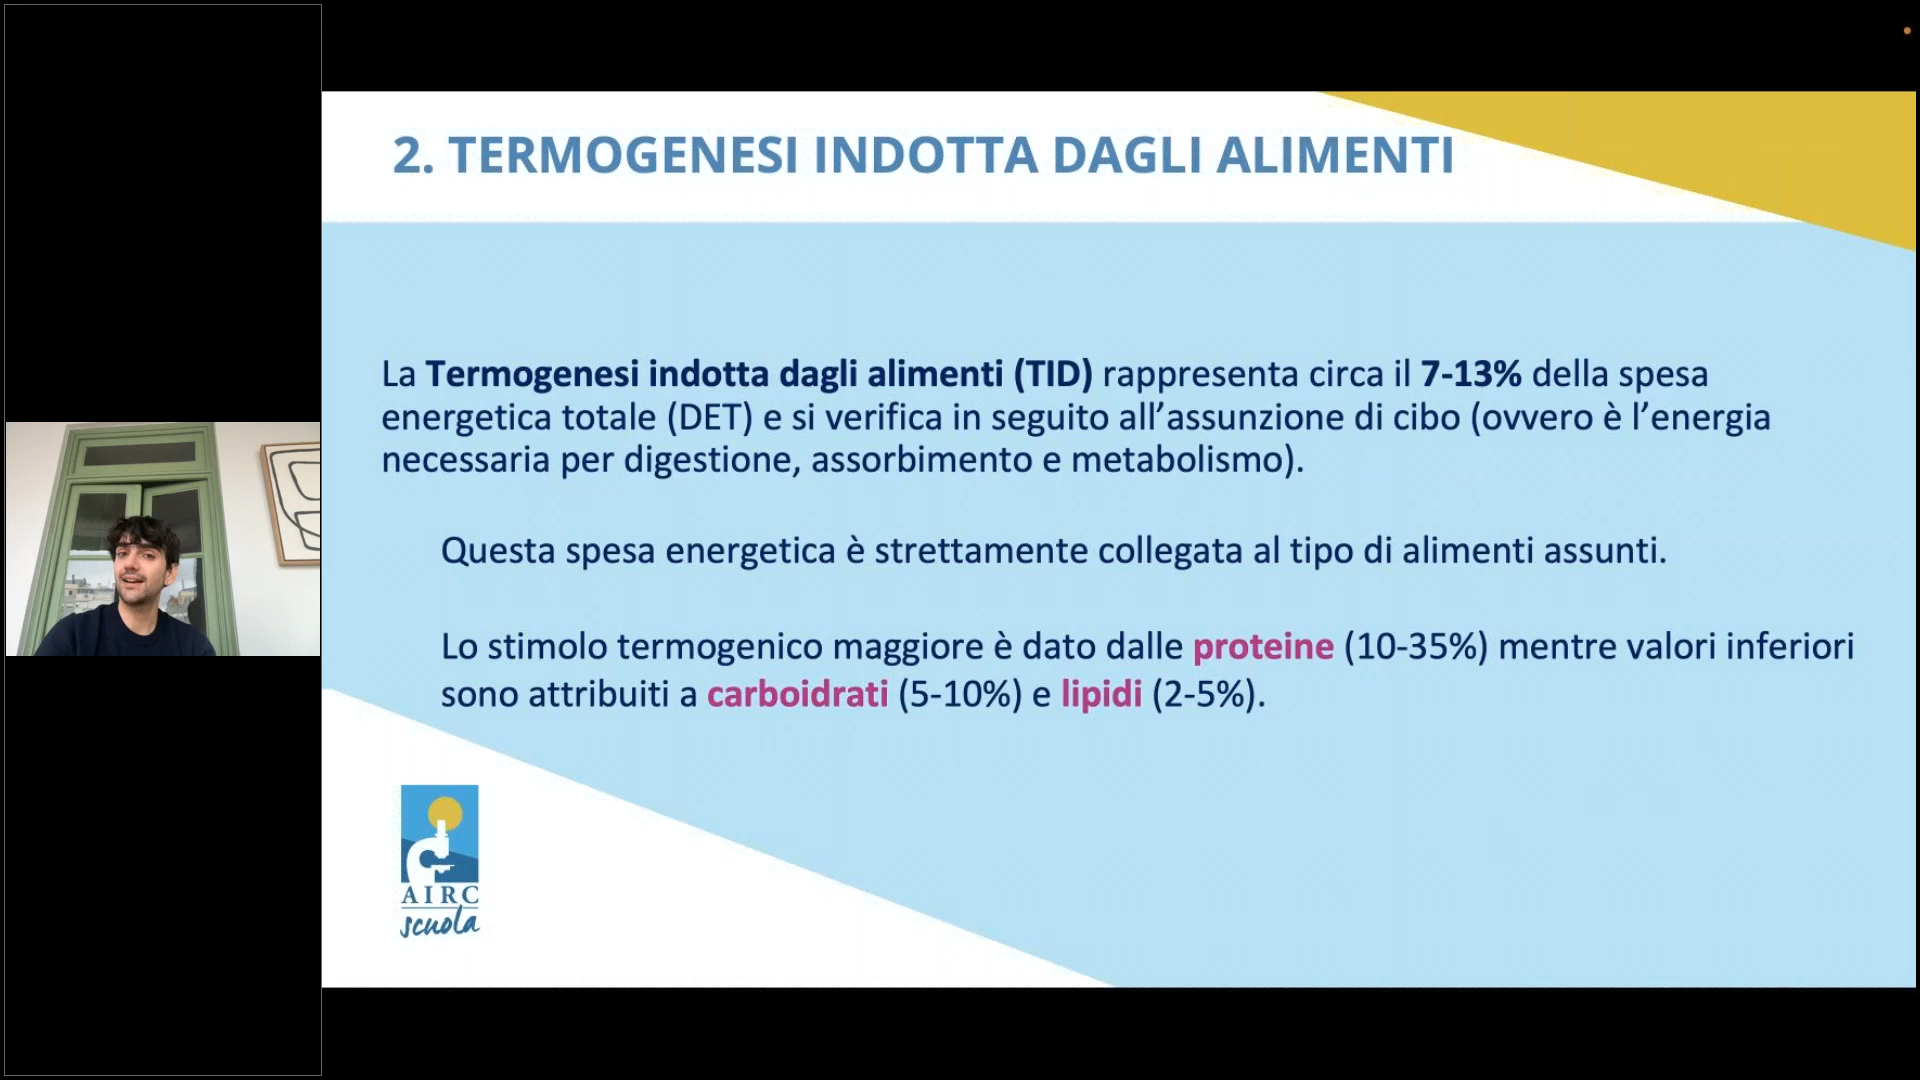 2. TERMOGENESI INDOTTA DAGLI ALIMENTI
La Termogenesi indotta dagli alimenti (TID) rappresenta circa il 7-13% della spesa
energetica totale (DET) e si verifica in seguito all’assunzione di cibo (ovvero è l’energia
necessaria per digestione, assorbimento e metabolismo).
Questa spesa energetica è strettamente collegata al tipo di alimenti assunti.
Lo stimolo termogenico maggiore è dato dalle proteine (10-35%) mentre valori inferiori
sono attribuiti a carboidrati (5-10%) e lipidi (2-5%).
AIRC
scuola